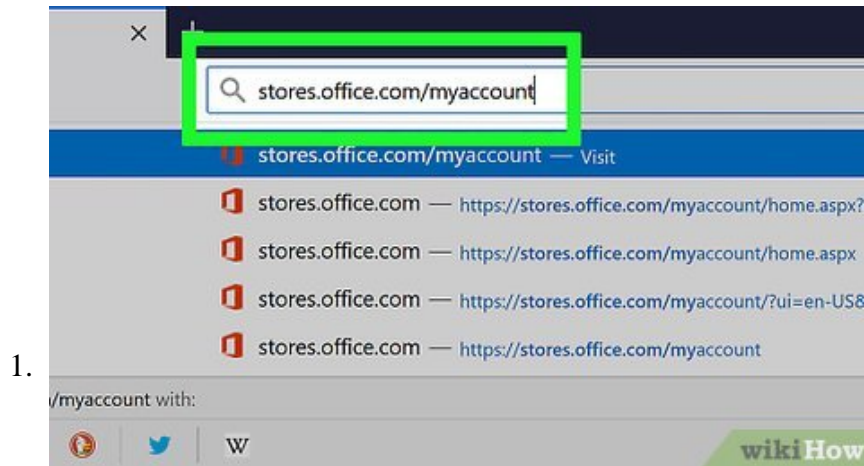 stores.office.com/myaccount
stores.office.com/myaccount — Visit
stores.office.com — https://stores.office.com/myaccount/home.aspx?
stores.office.com — https://stores.office.com/myaccount/home.aspx
stores.office.com — https://stores.office.com/myaccount/?ui=en-US&
stores.office.com — https://stores.office.com/myaccount
1.
/myaccount with:
W
wikiHow